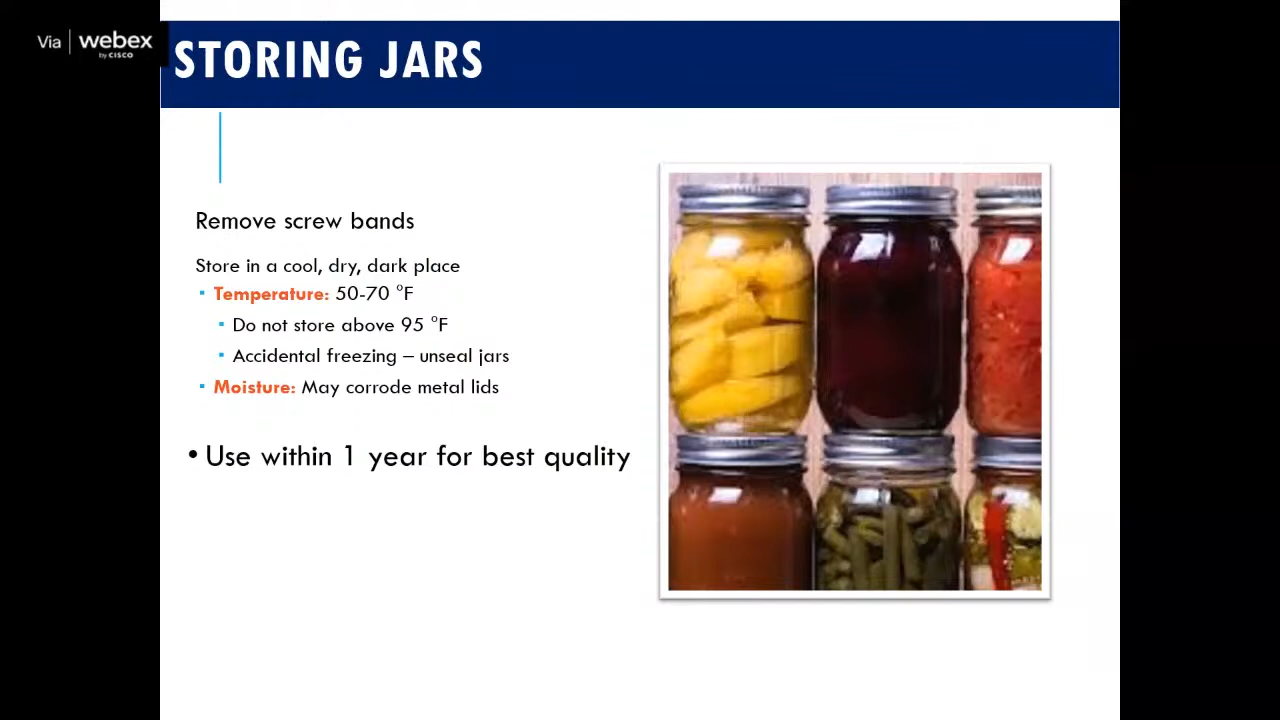 Via | webex
by CISCO
STORING JARS
Remove screw bands
Store in a cool, dry, dark place
▪ Temperature: 50-70 °F
▪ Do not store above 95 °F
▪ Accidental freezing – unseal jars
▪ Moisture: May corrode metal lids
• Use within 1 year for best quality